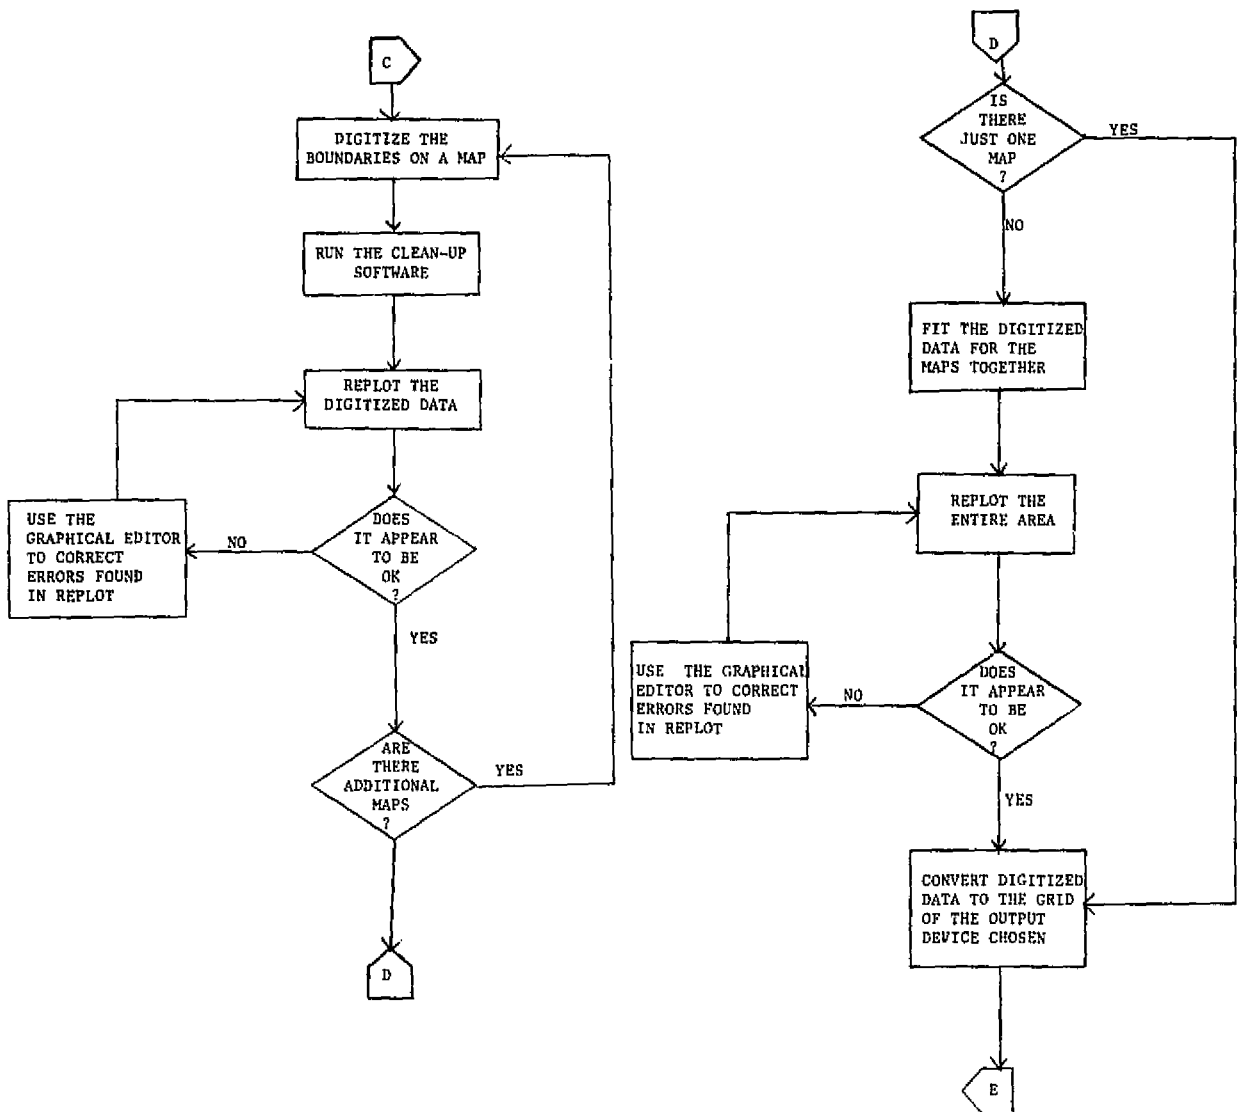 C
DIGITIZE THE
BOUNDARIES ON A MAP
RUN THE CLEAN-UP
SOFTWARE
REPLOT THE
DIGITIZED DATA
USE THE
GRAPHICAL EDITOR
TO CORRECT
ERRORS FOUND
IN REPLOT
NO
DOES
IT APPEAR
TO BE
OK
?
YES
ARE
THERE
ADDITIONAL
MAPS
?
YES
D
D
IS
THERE
JUST ONE
MAP
?
YES
NO
FIT THE DIGITIZED
DATA FOR THE
MAPS TOGETHER
REPLOT THE
ENTIRE AREA
USE THE GRAPHICAL
EDITOR TO CORRECT
ERRORS FOUND
IN REPLOT
NO
DOES
IT APPEAR
TO BE
OK
?
YES
CONVERT DIGITIZED
DATA TO THE GRID
OF THE OUTPUT
DEVICE CHOSEN
E